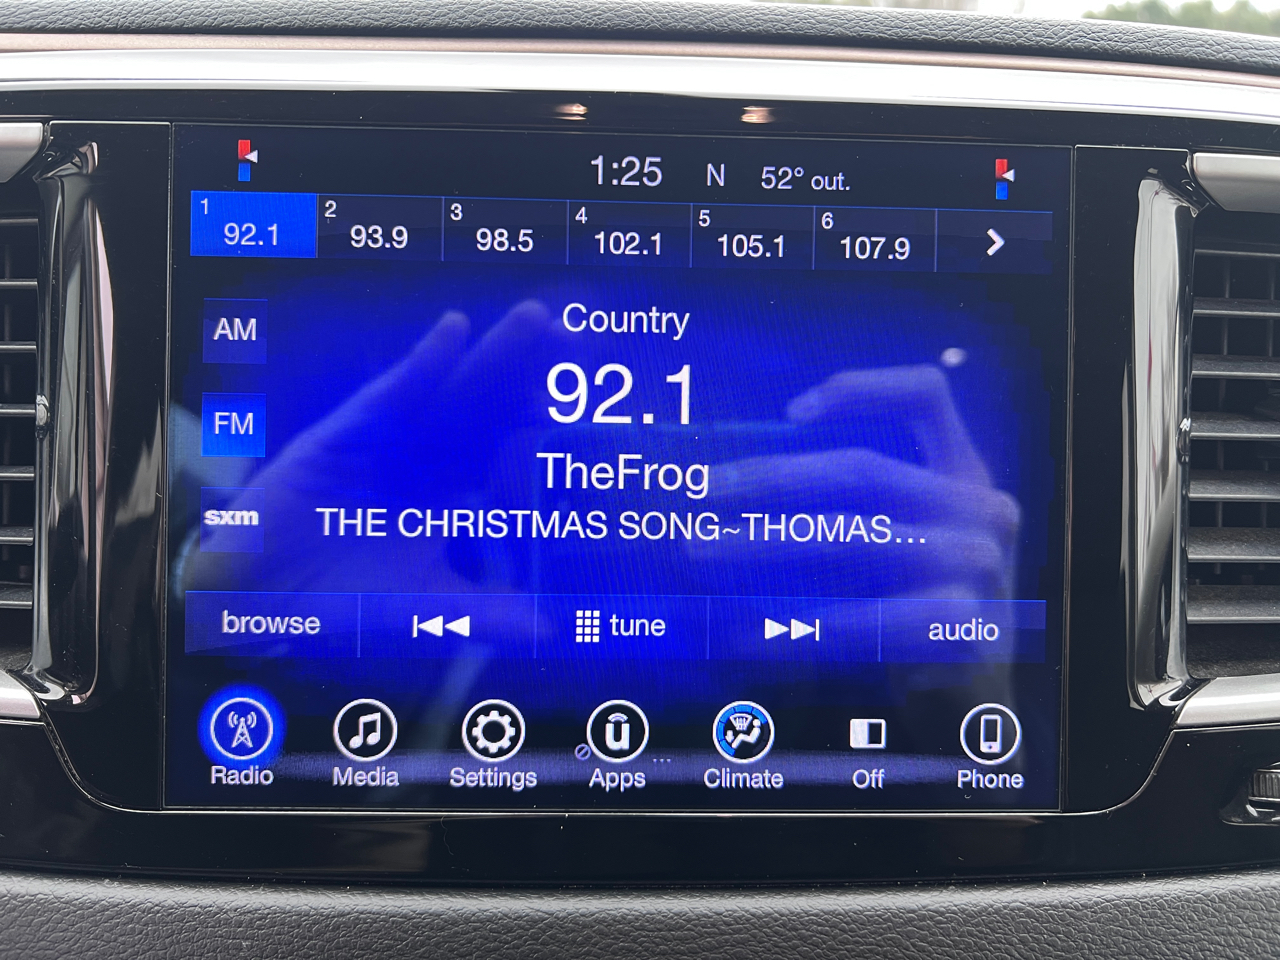 1:25 N 52° out.
1 2 3 4 5 6
92.1 93.9 98.5 102.1 105.1 107.9
AM
Country
92.1
FM
TheFrog
sxm
THE CHRISTMAS SONG~THOMAS...
browse tune audio
Radio Media Settings Apps ... Climate Off Phone